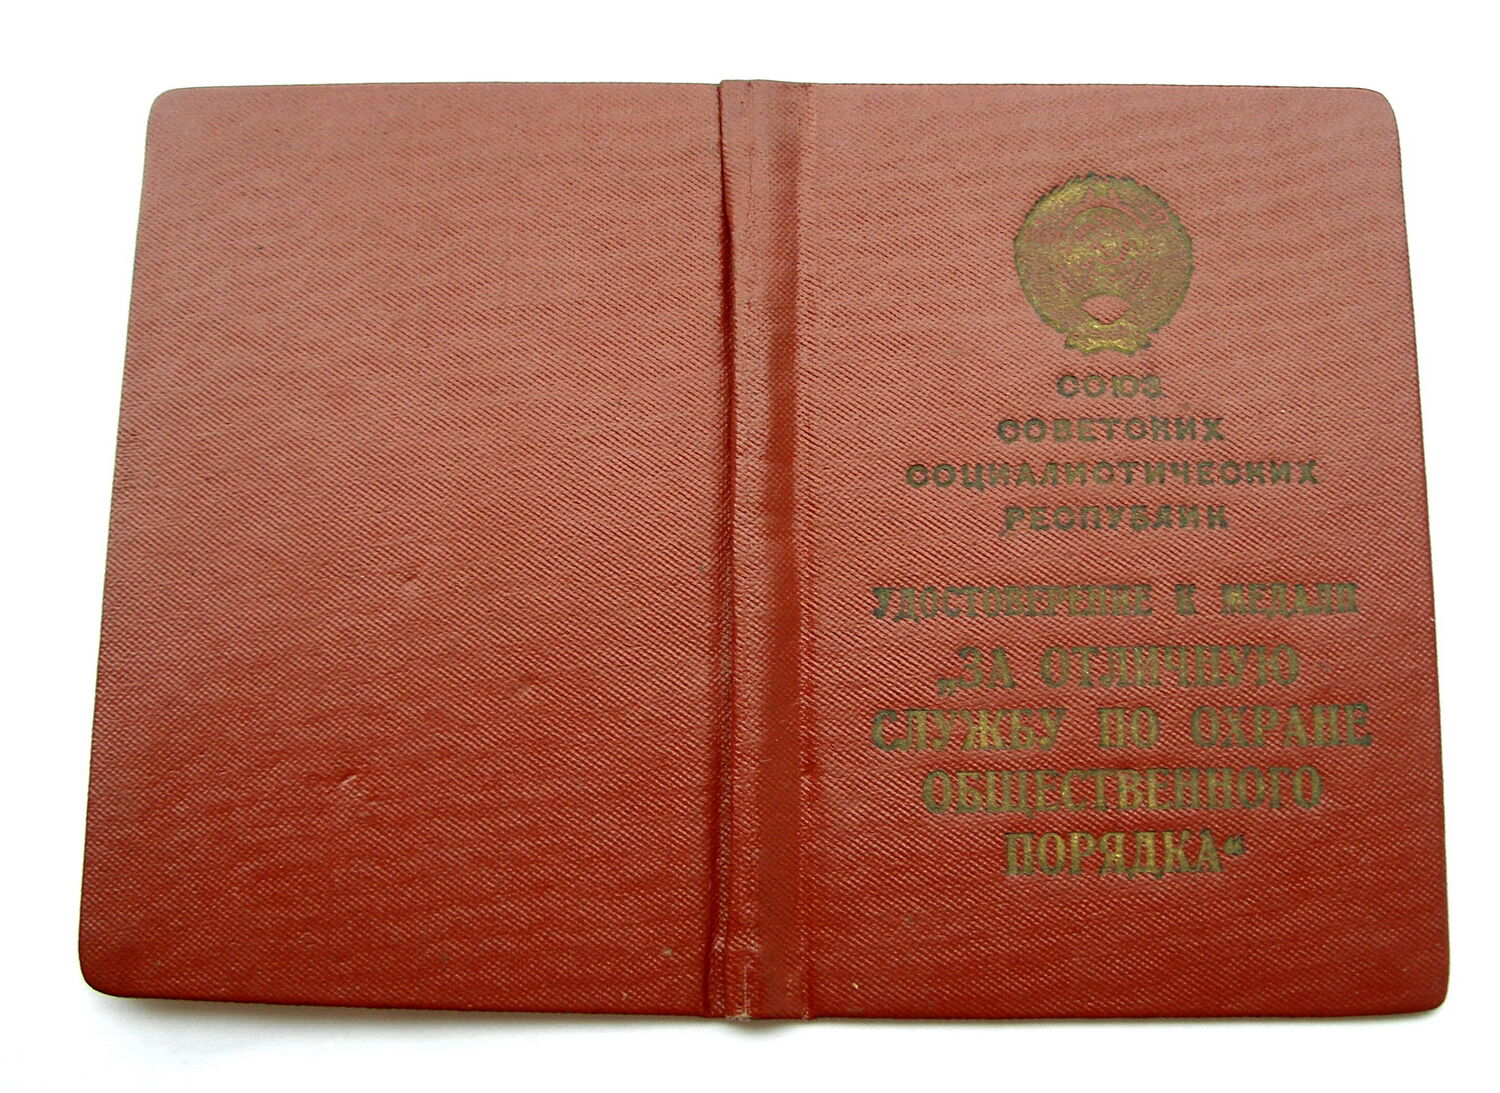 СОЮЗ
СОВЕТСКИХ
СОЦИАЛИСТИЧЕСКИХ
РЕСПУБЛИК
УДОСТОВЕРЕНИЕ К МЕДАЛИ
„ЗА ОТЛИЧНУЮ
СЛУЖБУ ПО ОХРАНЕ
ОБЩЕСТВЕННОГО
ПОРЯДКА“